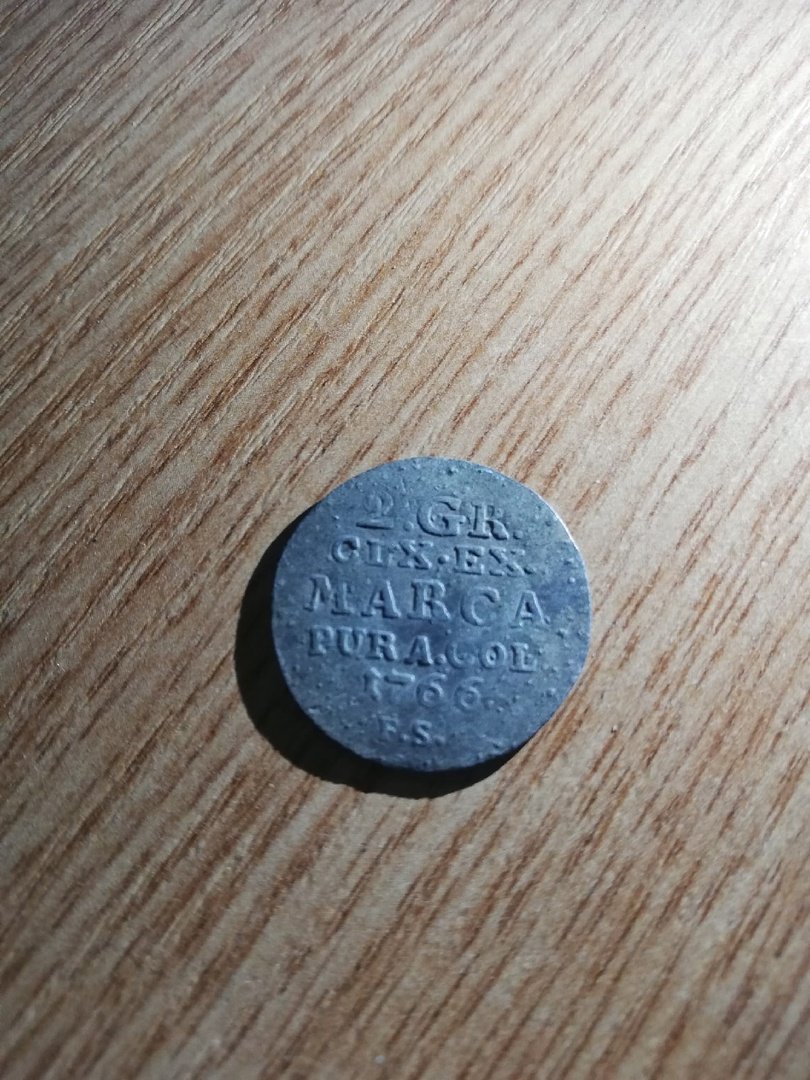 2.GR.
CLX.EX.
MARCA
PURA.COL
1766.
F.S.